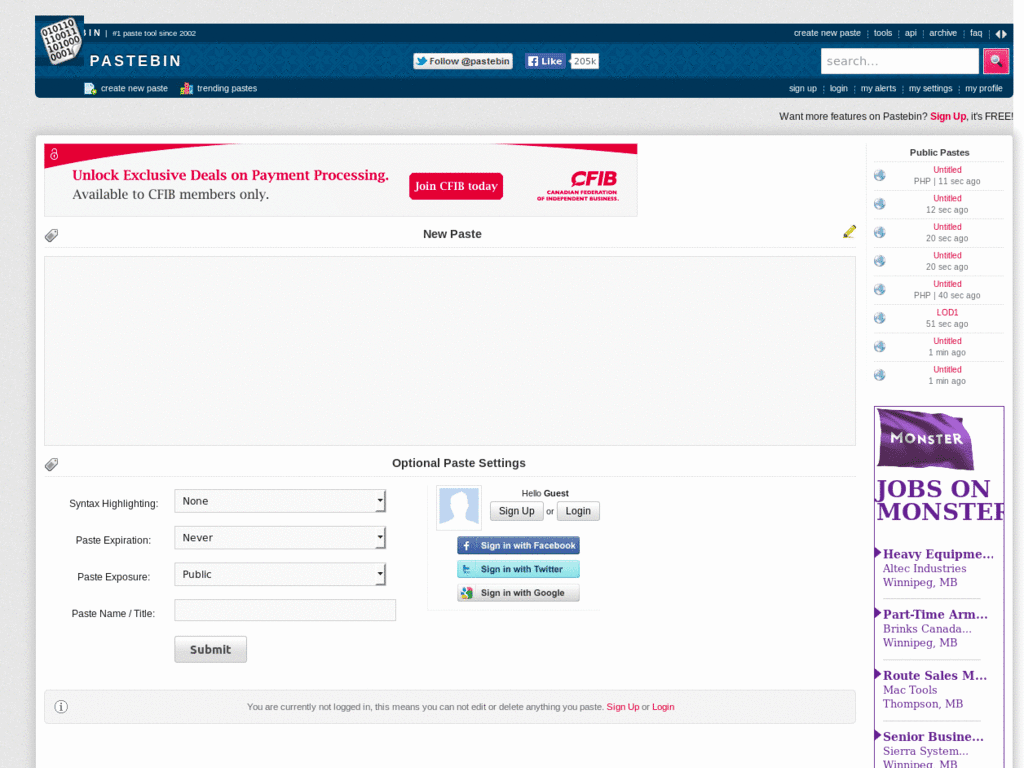 BIN | #1 paste tool since 2002
create new paste tools api archive faq
PASTEBIN
Follow @pastebin Like 205k
search...
create new paste trending pastes
sign up login my alerts my settings my profile
Want more features on Pastebin? Sign Up, it's FREE!
Unlock Exclusive Deals on Payment Processing.
Available to CFIB members only.
Join CFIB today
CFIB
CANADIAN FEDERATION
OF INDEPENDENT BUSINESS.
New Paste
Optional Paste Settings
Syntax Highlighting: None
Paste Expiration: Never
Paste Exposure: Public
Paste Name / Title:
Submit
Hello Guest
Sign Up or Login
Sign in with Facebook
Sign in with Twitter
Sign in with Google
You are currently not logged in, this means you can not edit or delete anything you paste. Sign Up or Login
Public Pastes
Untitled
PHP | 11 sec ago
Untitled
12 sec ago
Untitled
20 sec ago
Untitled
20 sec ago
Untitled
PHP | 40 sec ago
LOD1
51 sec ago
Untitled
1 min ago
Untitled
1 min ago
MONSTER
JOBS ON
MONSTER
Heavy Equipme...
Altec Industries
Winnipeg, MB
Part-Time Arm...
Brinks Canada...
Winnipeg, MB
Route Sales M...
Mac Tools
Thompson, MB
Senior Busine...
Sierra System...
Winnipeg, MB